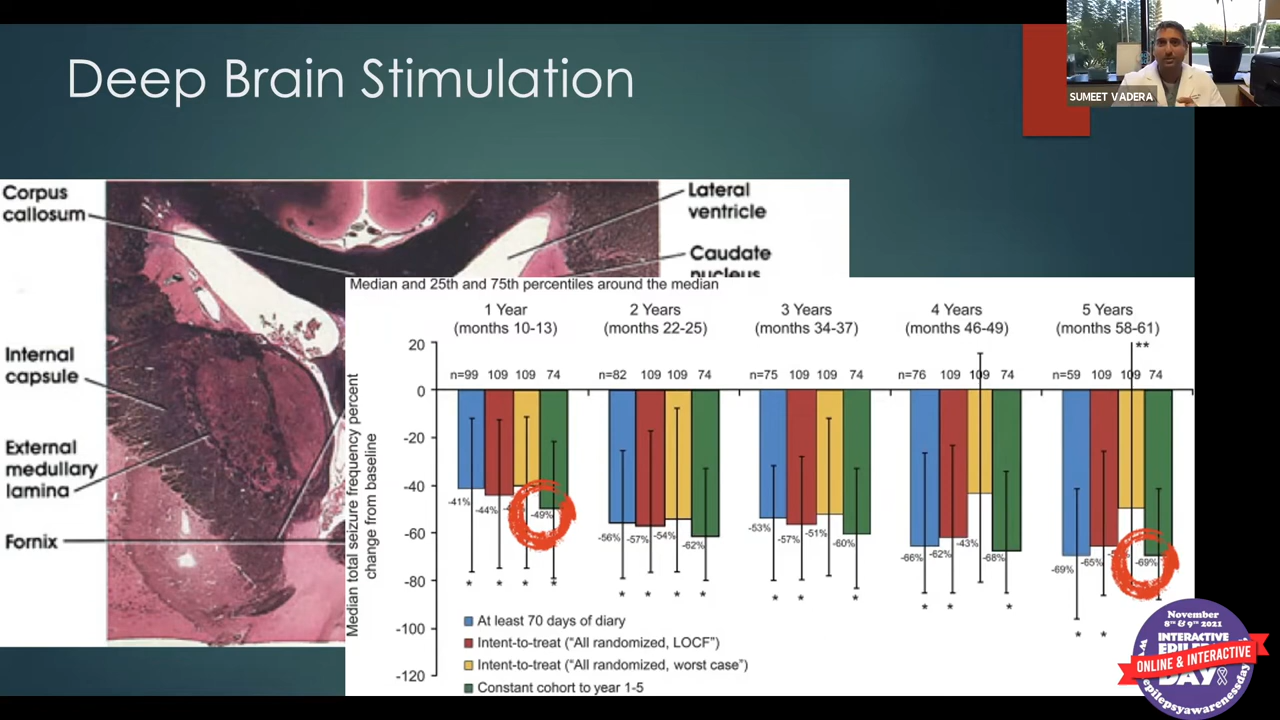 SUMEET VADERA
Deep Brain Stimulation
Corpus
callosum
Lateral
ventricle
Caudate
nucleus
Internal
capsule
External
medullary
lamina
Fornix
Median and 25th and 75th percentiles around the median
1 Year
(months 10-13)
2 Years
(months 22-25)
3 Years
(months 34-37)
4 Years
(months 46-49)
5 Years
(months 58-61)
Median total seizure frequency percent
change from baseline
20
0
-20
-40
-60
-80
-100
-120
n=99 109 109 74
n=82 109 109 74
n=75 109 109 74
n=76 109 109 74
n=59 109 109 74
**
-41% -44% -49%
-56% -57% -54% -62%
-53% -57% -51% -60%
-66% -62% -43% -68%
-69% -65% -69%
* * * *
* * * *
* * *
* * *
* *
At least 70 days of diary
Intent-to-treat (“All randomized, LOCF”)
Intent-to-treat (“All randomized, worst case”)
Constant cohort to year 1-5
November
8th & 9th 2021
INTERACTIVE
ONLINE & INTERACTIVE
DAY
epilepsyawarenessday